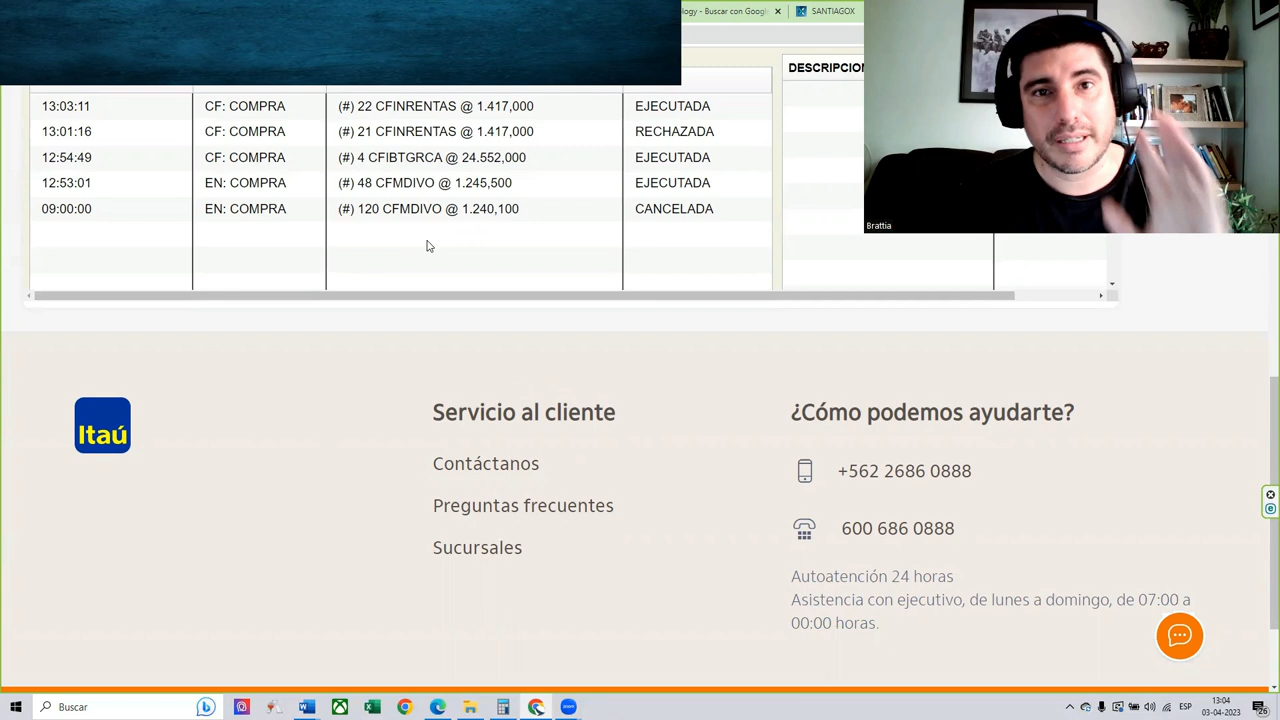 ology - Buscar con Google
SANTIAGOX
DESCRIPCION
13:03:11 CF: COMPRA (#) 22 CFINRENTAS @ 1.417,000 EJECUTADA
13:01:16 CF: COMPRA (#) 21 CFINRENTAS @ 1.417,000 RECHAZADA
12:54:49 CF: COMPRA (#) 4 CFIBTGRCA @ 24.552,000 EJECUTADA
12:53:01 EN: COMPRA (#) 48 CFMDIVO @ 1.245,500 EJECUTADA
09:00:00 EN: COMPRA (#) 120 CFMDIVO @ 1.240,100 CANCELADA
Brattia
Itaú
Servicio al cliente
Contáctanos
Preguntas frecuentes
Sucursales
¿Cómo podemos ayudarte?
+562 2686 0888
600 686 0888
Autoatención 24 horas
Asistencia con ejecutivo, de lunes a domingo, de 07:00 a
00:00 horas.
Buscar
ESP
13:04
03-04-2023
26